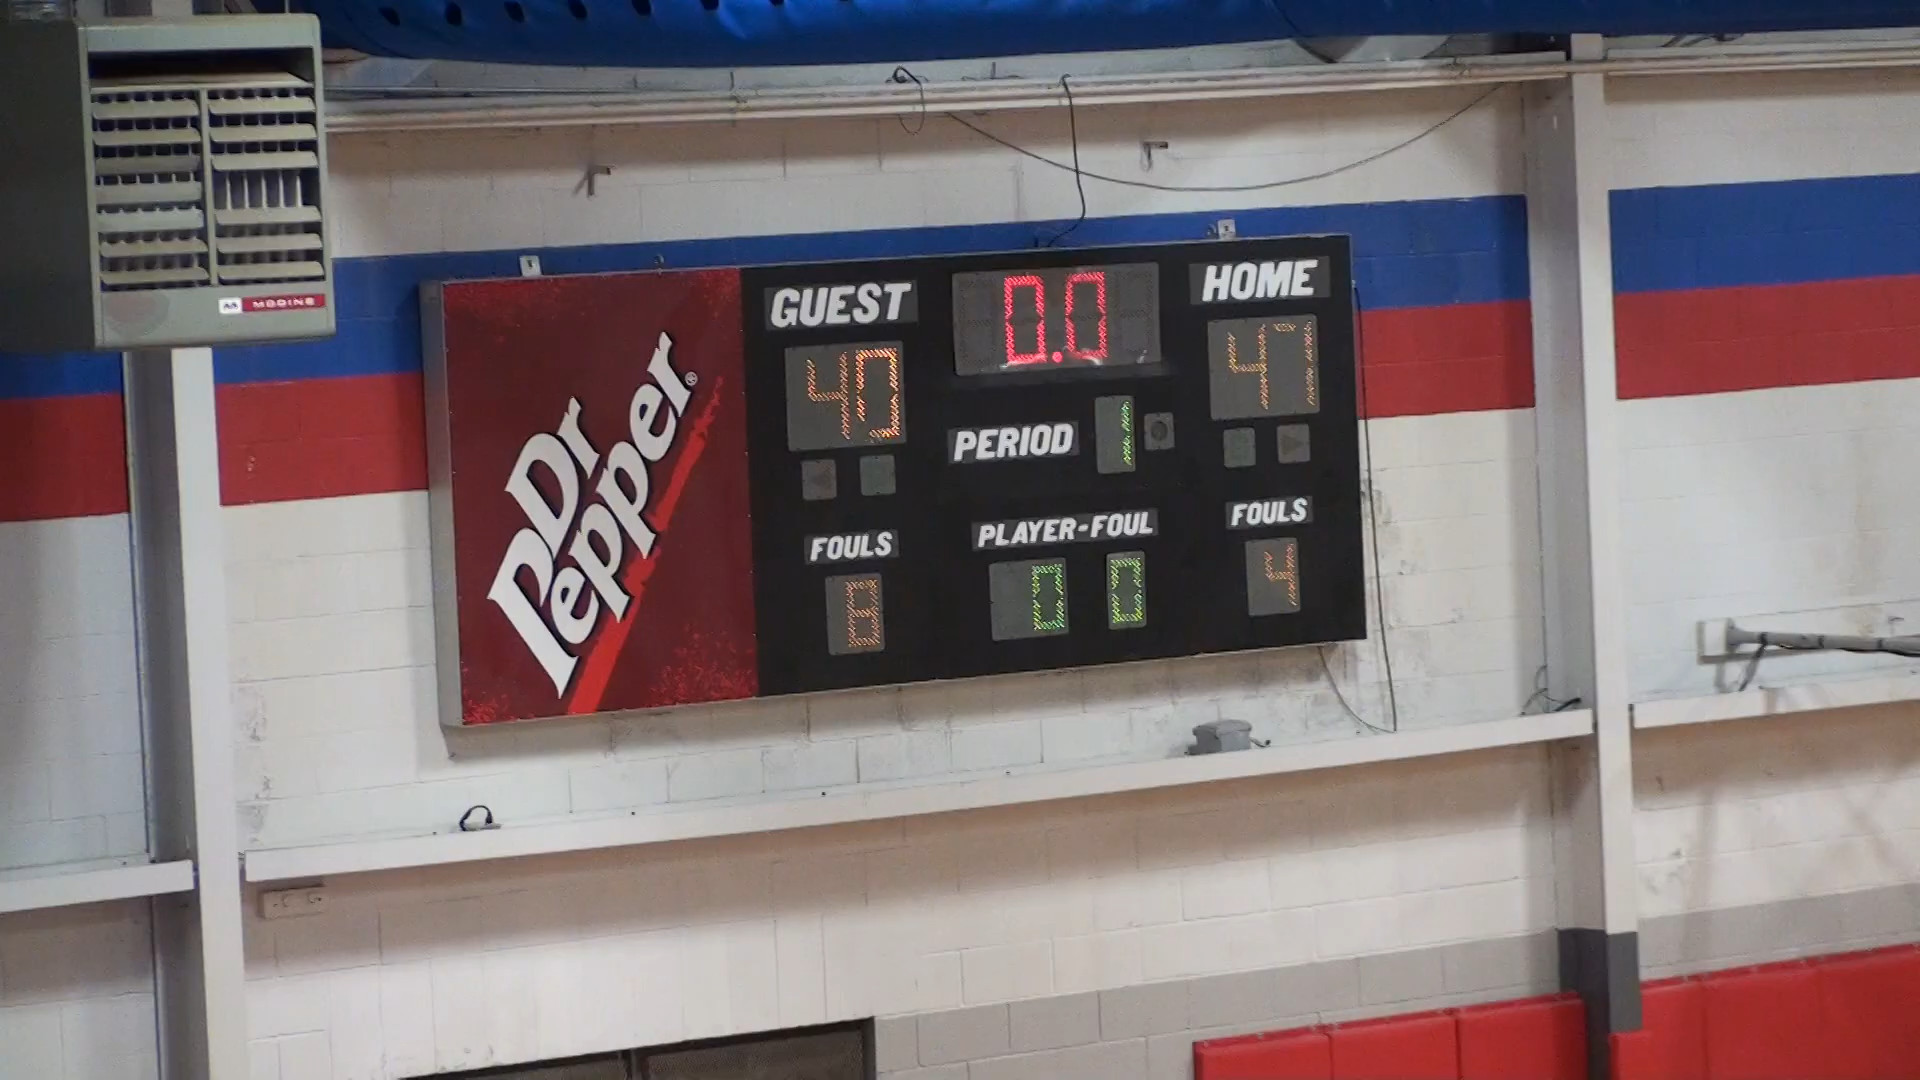 MODINE
Dr
Pepper®
GUEST
0.0
HOME
40
47
PERIOD
1
FOULS
PLAYER-FOUL
FOULS
8
0
0
4